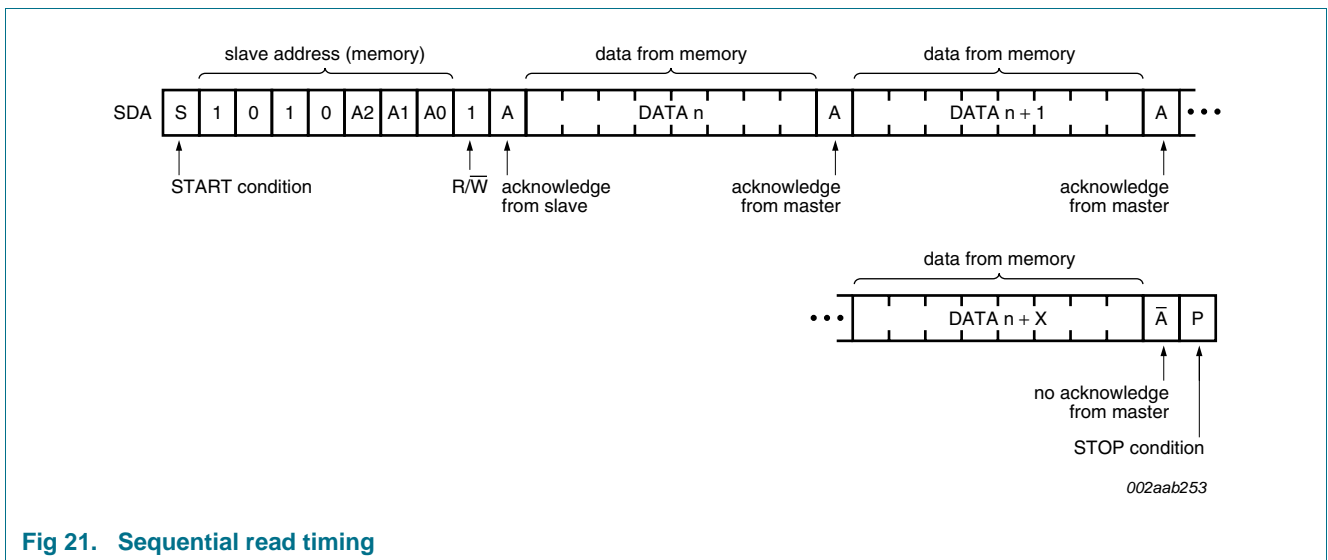 slave address (memory) data from memory data from memory
SDA S 1 0 1 0 A2 A1 A0 1 A DATA n A DATA n + 1 A •••
START condition R/W̅ acknowledge from slave acknowledge from master acknowledge from master
data from memory
••• DATA n + X A̅ P
no acknowledge
from master
STOP condition
002aab253
Fig 21. Sequential read timing